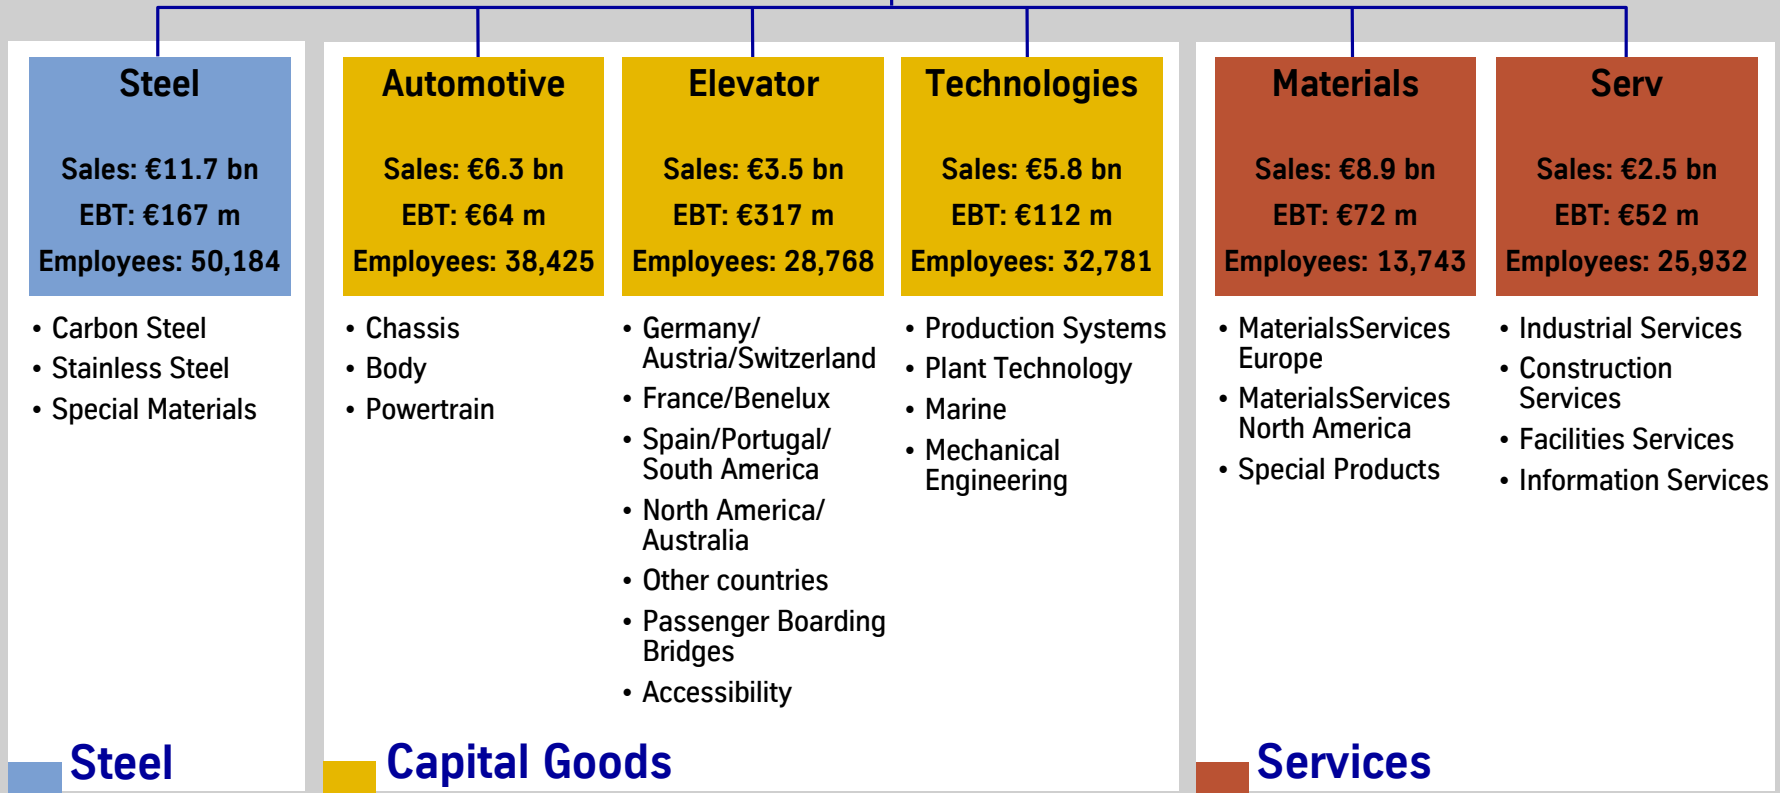 Steel
Sales: €11.7 bn
EBT: €167 m
Employees: 50,184
• Carbon Steel
• Stainless Steel
• Special Materials
Steel
Automotive
Sales: €6.3 bn
EBT: €64 m
Employees: 38,425
• Chassis
• Body
• Powertrain
Elevator
Sales: €3.5 bn
EBT: €317 m
Employees: 28,768
• Germany/
Austria/Switzerland
• France/Benelux
• Spain/Portugal/
South America
• North America/
Australia
• Other countries
• Passenger Boarding
Bridges
• Accessibility
Technologies
Sales: €5.8 bn
EBT: €112 m
Employees: 32,781
• Production Systems
• Plant Technology
• Marine
• Mechanical
Engineering
Capital Goods
Materials
Sales: €8.9 bn
EBT: €72 m
Employees: 13,743
• MaterialsServices
Europe
• MaterialsServices
North America
• Special Products
Serv
Sales: €2.5 bn
EBT: €52 m
Employees: 25,932
• Industrial Services
• Construction
Services
• Facilities Services
• Information Services
Services